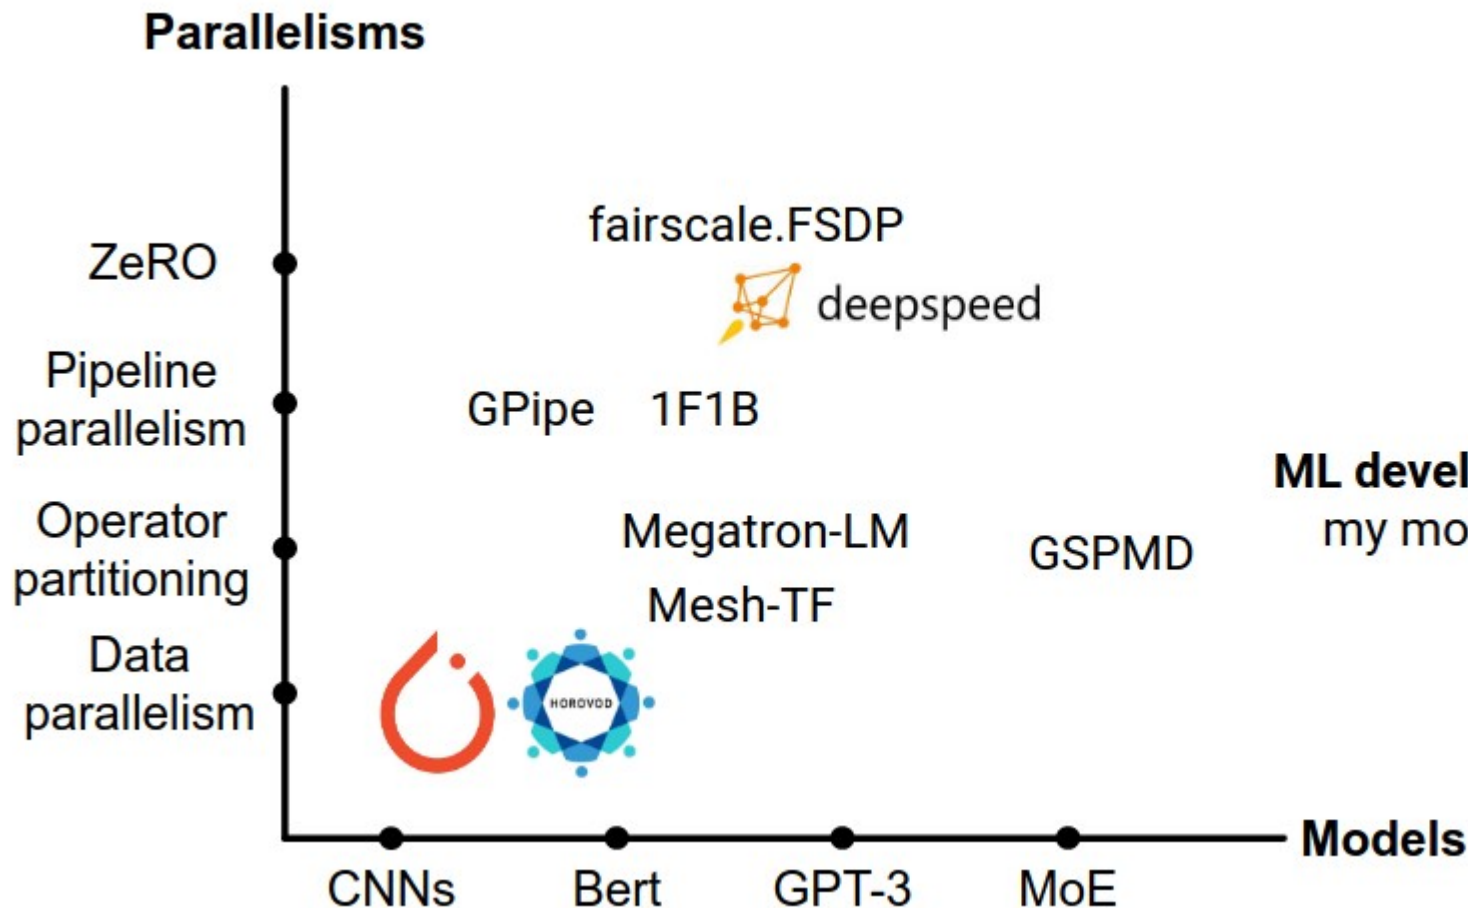 Parallelisms
fairscale.FSDP
ZeRO
deepspeed
Pipeline
parallelism
GPipe 1F1B
ML devel
my mo
Operator
partitioning
Megatron-LM
GSPMD
Mesh-TF
Data
parallelism
HOROVOD
Models
CNNs Bert GPT-3 MoE